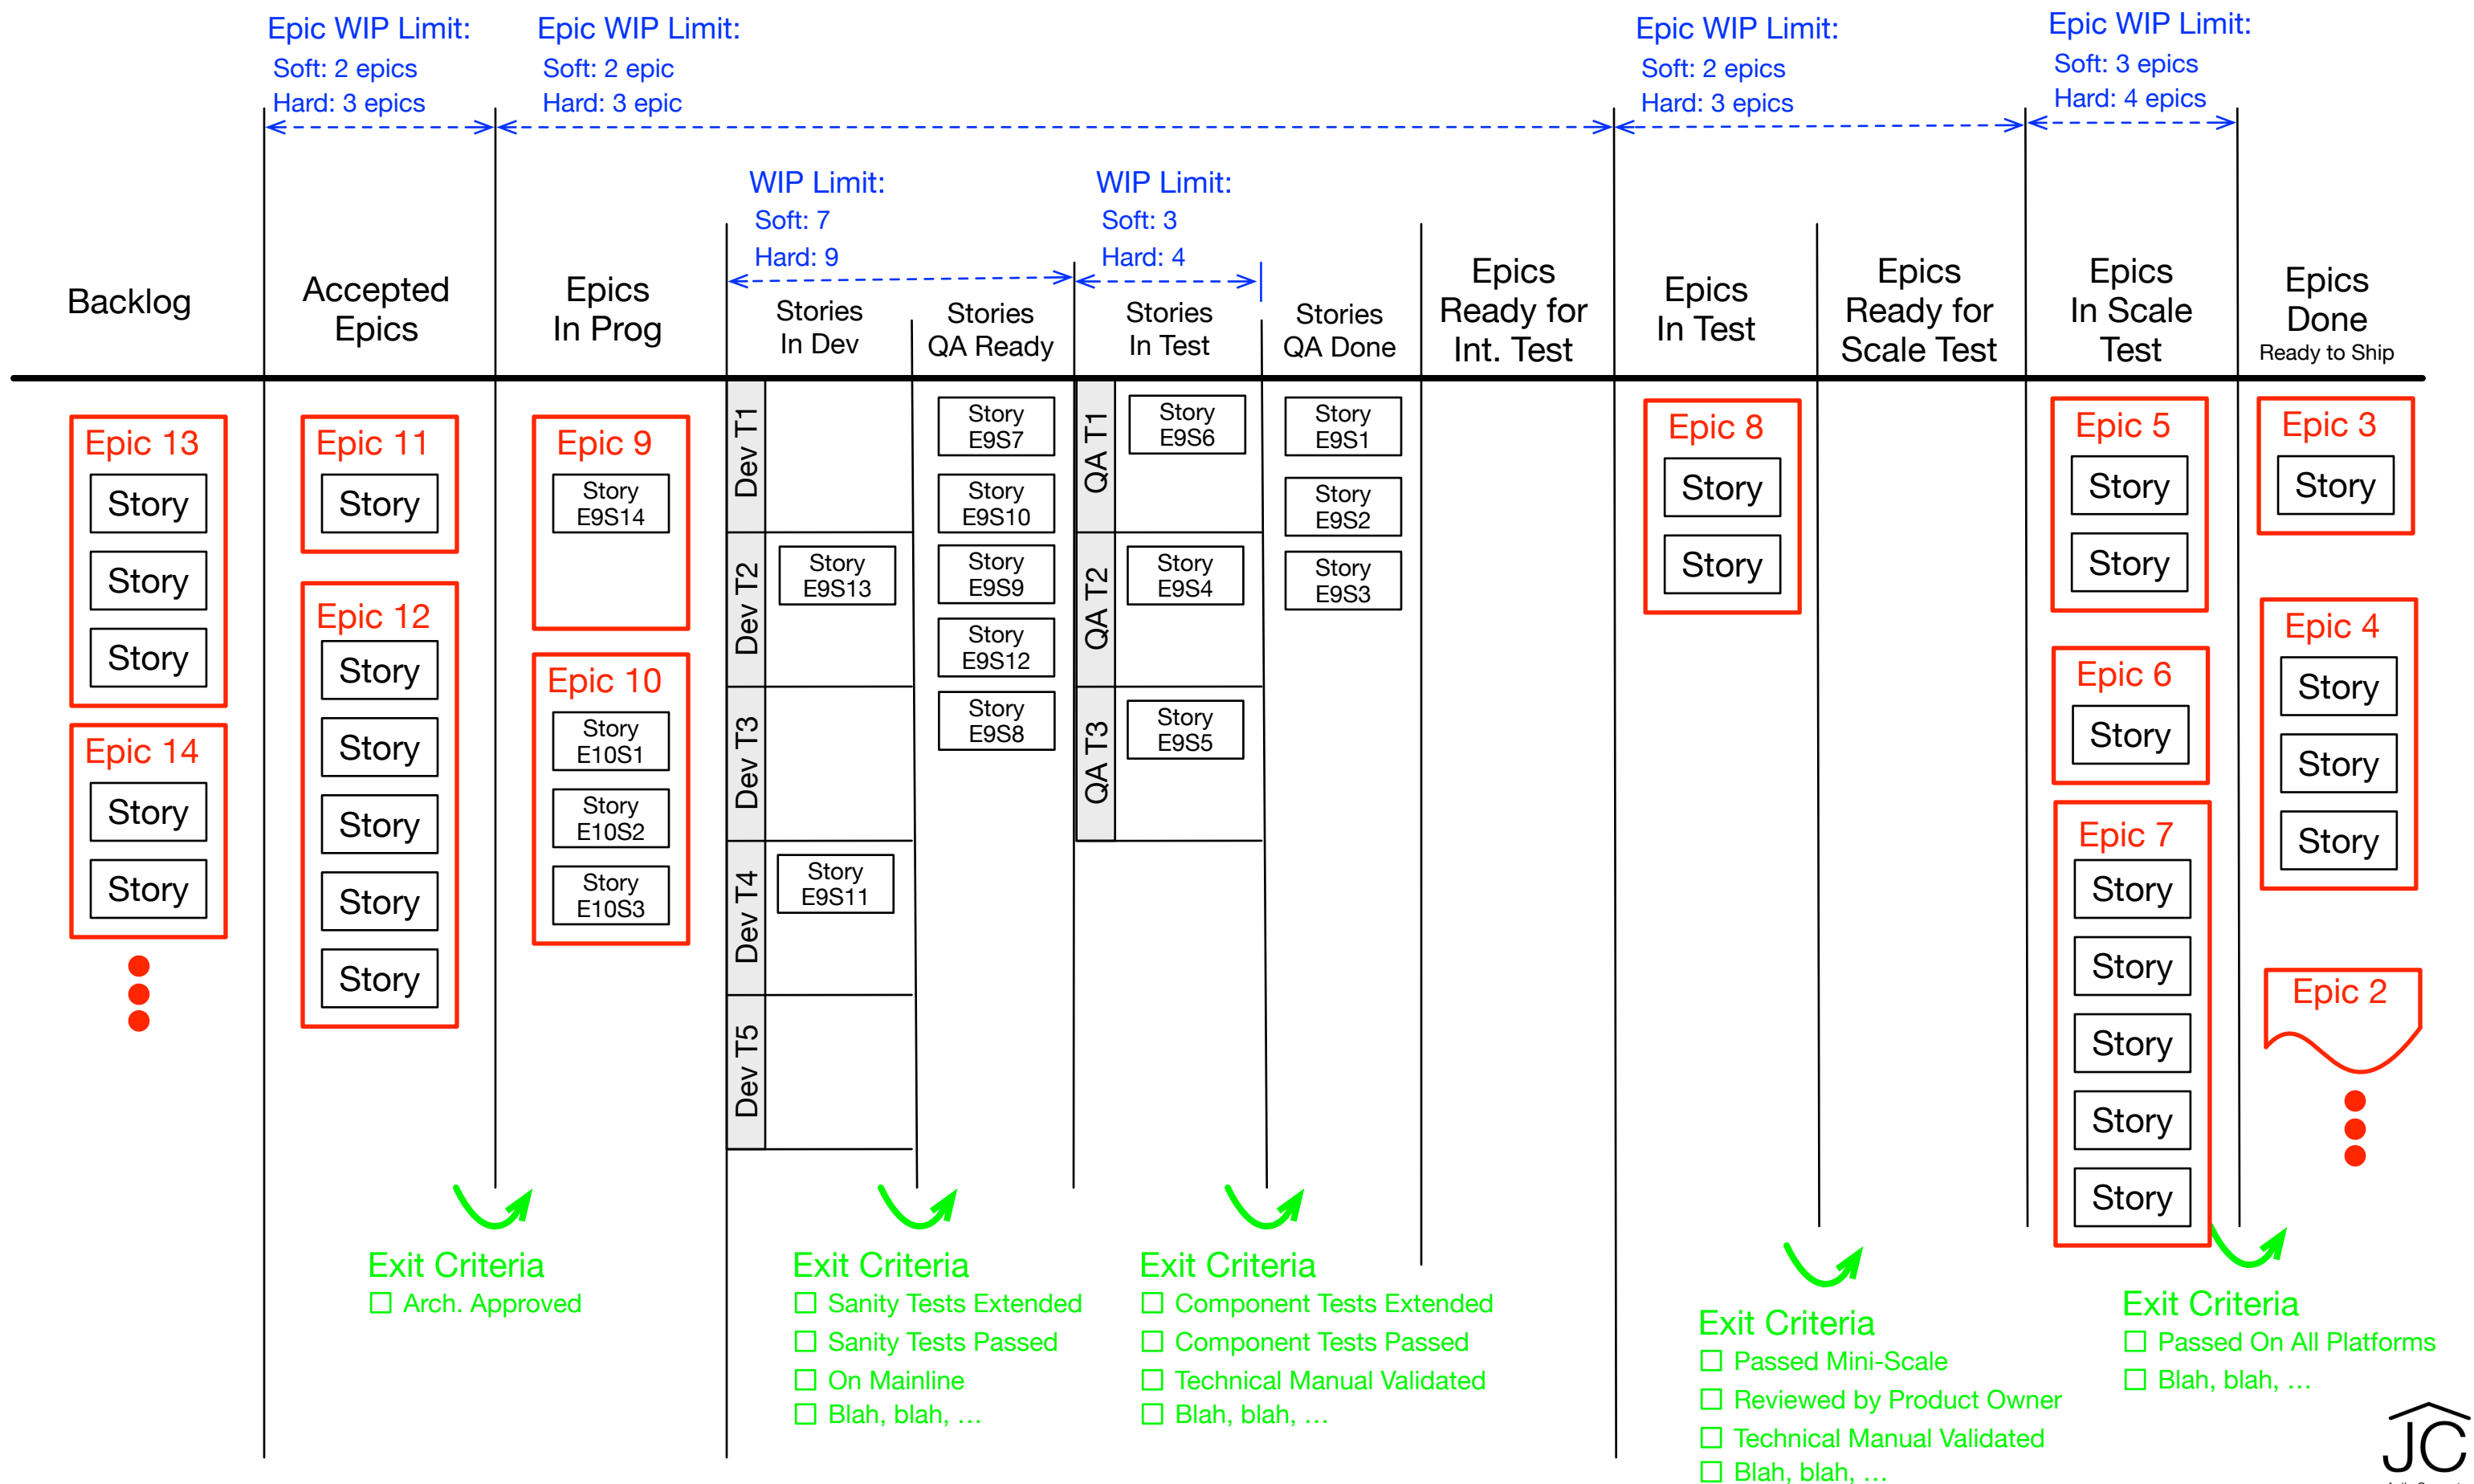 Epic WIP Limit:
Soft: 2 epics
Hard: 3 epics
Epic WIP Limit:
Soft: 2 epic
Hard: 3 epic
Epic WIP Limit:
Soft: 2 epics
Hard: 3 epics
Epic WIP Limit:
Soft: 3 epics
Hard: 4 epics
WIP Limit:
Soft: 7
Hard: 9
WIP Limit:
Soft: 3
Hard: 4
Backlog
Accepted
Epics
Epics
In Prog
Stories
In Dev
Stories
QA Ready
Stories
In Test
Stories
QA Done
Epics
Ready for
Int. Test
Epics
In Test
Epics
Ready for
Scale Test
Epics
In Scale
Test
Epics
Done
Ready to Ship
Epic 13
Story
Story
Story
Epic 14
Story
Story
Epic 11
Story
Epic 12
Story
Story
Story
Story
Story
Epic 9
Story
E9S14
Epic 10
Story
E10S1
Story
E10S2
Story
E10S3
Dev T1
Dev T2
Story
E9S13
Dev T3
Dev T4
Story
E9S11
Dev T5
Story
E9S7
Story
E9S10
Story
E9S9
Story
E9S12
Story
E9S8
QA T1
Story
E9S6
QA T2
Story
E9S4
QA T3
Story
E9S5
Story
E9S1
Story
E9S2
Story
E9S3
Epic 8
Story
Story
Epic 5
Story
Story
Epic 6
Story
Epic 7
Story
Story
Story
Story
Story
Epic 3
Story
Epic 4
Story
Story
Story
Epic 2
Exit Criteria
Arch. Approved
Exit Criteria
Sanity Tests Extended
Sanity Tests Passed
On Mainline
Blah, blah, …
Exit Criteria
Component Tests Extended
Component Tests Passed
Technical Manual Validated
Blah, blah, …
Exit Criteria
Passed Mini-Scale
Reviewed by Product Owner
Technical Manual Validated
Blah, blah, …
Exit Criteria
Passed On All Platforms
Blah, blah, …
JC